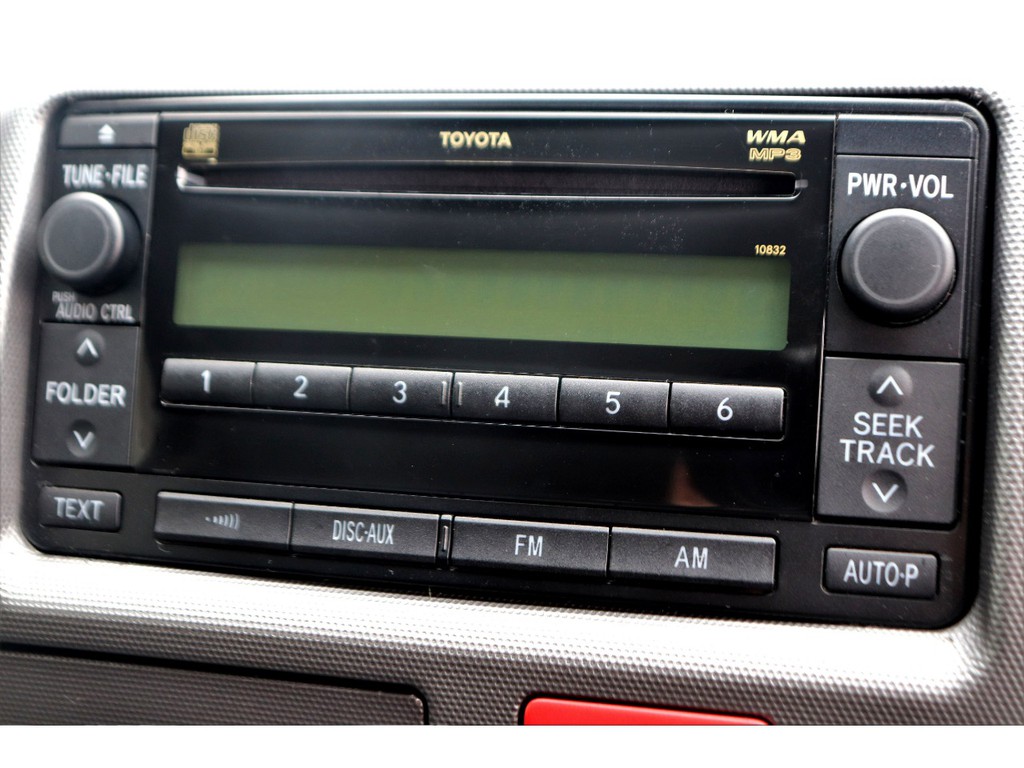 TOYOTA
WMA
MP3
TUNE·FILE
PWR·VOL
10832
PUSH
AUDIO CTRL
FOLDER
1 2 3 4 5 6
SEEK
TRACK
TEXT
DISC·AUX
FM
AM
AUTO·P